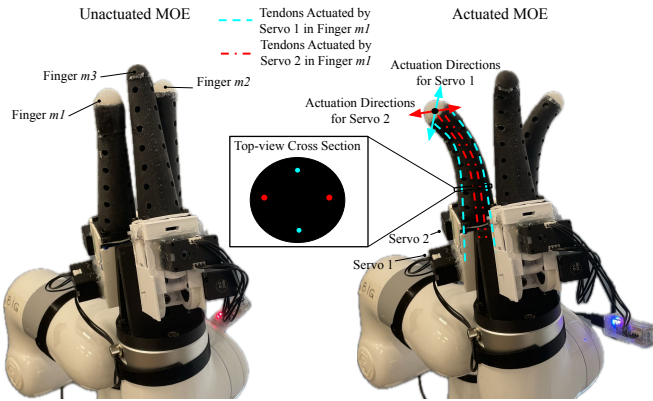 Unactuated MOE
Tendons Actuated by
Servo 1 in Finger m1
Tendons Actuated by
Servo 2 in Finger m1
Actuated MOE
Finger m3
Finger m2
Finger m1
Actuation Directions
for Servo 1
Actuation Directions
for Servo 2
Top-view Cross Section
Servo 2
Servo 1
BIG